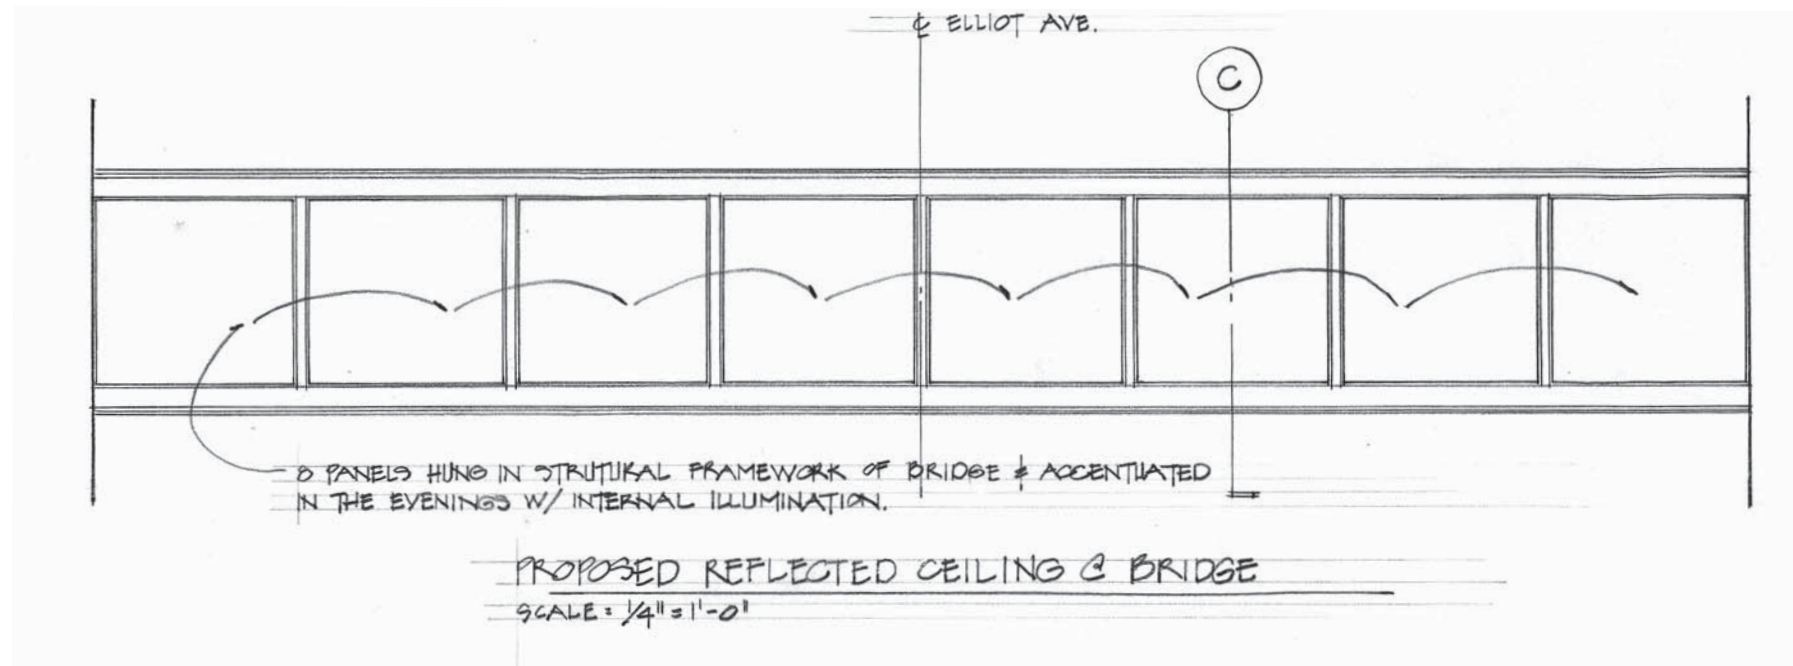 ℄ ELLIOT AVE.
C
8 PANELS HUNG IN STRUTURAL FRAMEWORK OF BRIDGE & ACCENTUATED
IN THE EVENINGS W/ INTERNAL ILLUMINATION.
PROPOSED REFLECTED CEILING @ BRIDGE
SCALE: 1/4" = 1'-0"